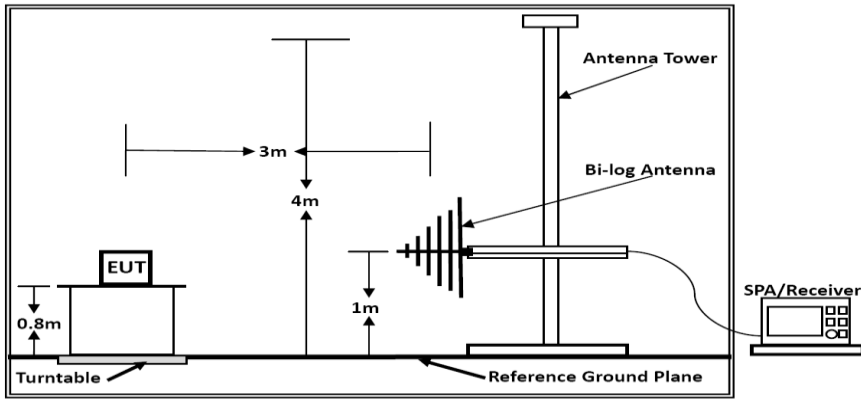 Antenna Tower
3m
Bi-log Antenna
4m
EUT
SPA/Receiver
1m
0.8m
Turntable
Reference Ground Plane